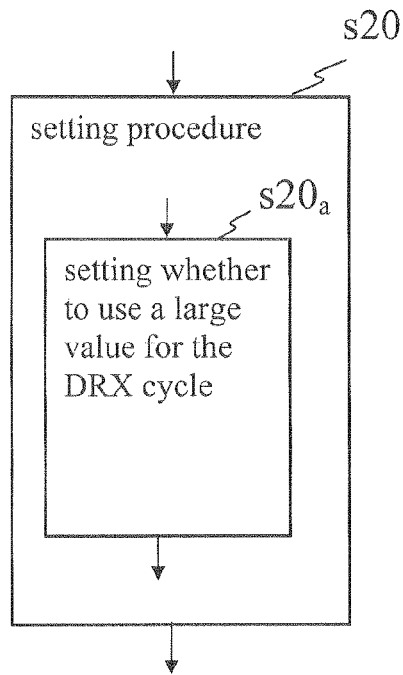 s20
setting procedure
s20a
setting whether
to use a large
value for the
DRX cycle